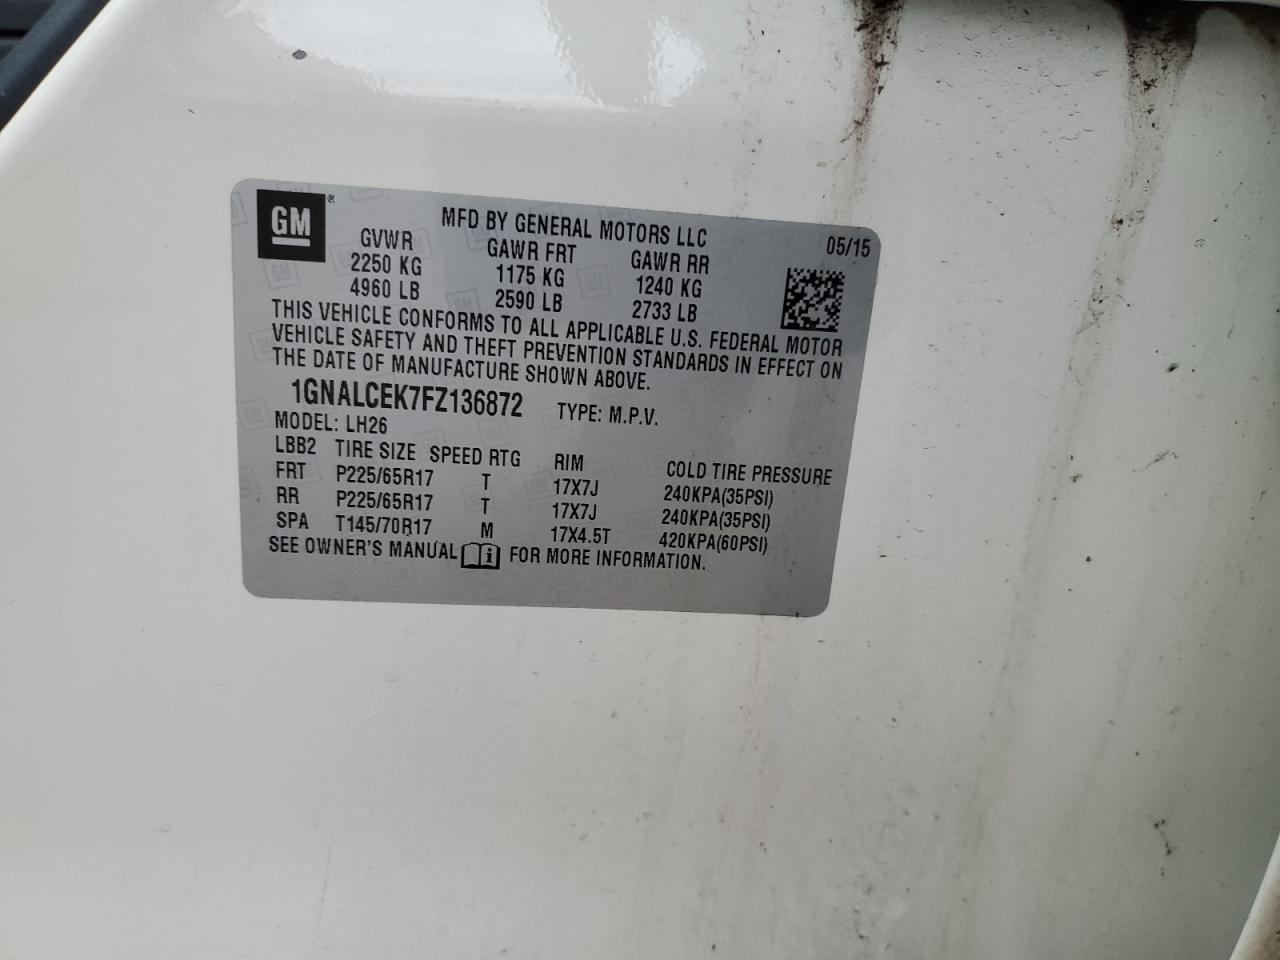 GM®
MFD BY GENERAL MOTORS LLC 05/15
GVWR GAWR FRT GAWR RR
2250 KG 1175 KG 1240 KG
4960 LB 2590 LB 2733 LB
THIS VEHICLE CONFORMS TO ALL APPLICABLE U.S. FEDERAL MOTOR
VEHICLE SAFETY AND THEFT PREVENTION STANDARDS IN EFFECT ON
THE DATE OF MANUFACTURE SHOWN ABOVE.
1GNALCEK7FZ136872 TYPE: M.P.V.
MODEL: LH26
LBB2 TIRE SIZE SPEED RTG RIM COLD TIRE PRESSURE
FRT P225/65R17 T 17X7J 240KPA(35PSI)
RR P225/65R17 T 17X7J 240KPA(35PSI)
SPA T145/70R17 M 17X4.5T 420KPA(60PSI)
SEE OWNER'S MANUAL i FOR MORE INFORMATION.